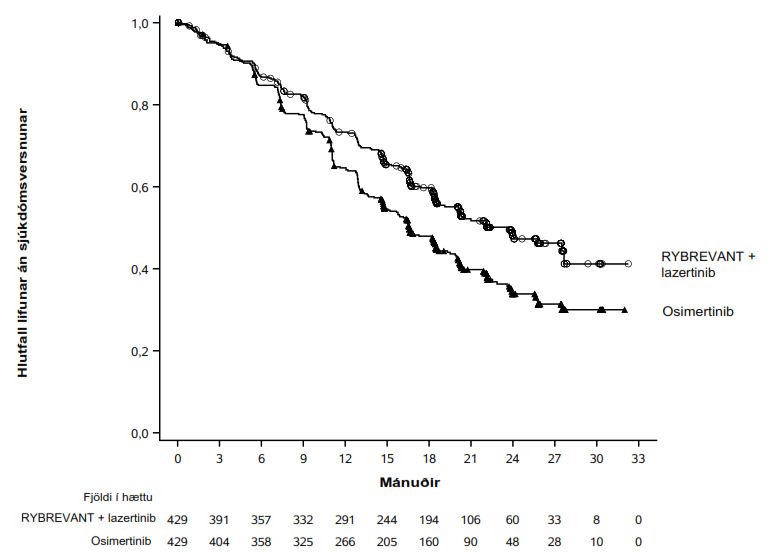 Hlutfall lifunar án sjúkdómsversnunar
1,0
0,8
0,6
0,4
0,2
0,0
RYBREVANT +
lazertinib
Osimertinib
0 3 6 9 12 15 18 21 24 27 30 33
Mánuðir
Fjöldi í hættu
RYBREVANT + lazertinib 429 391 357 332 291 244 194 106 60 33 8 0
Osimertinib 429 404 358 325 266 205 160 90 48 28 10 0